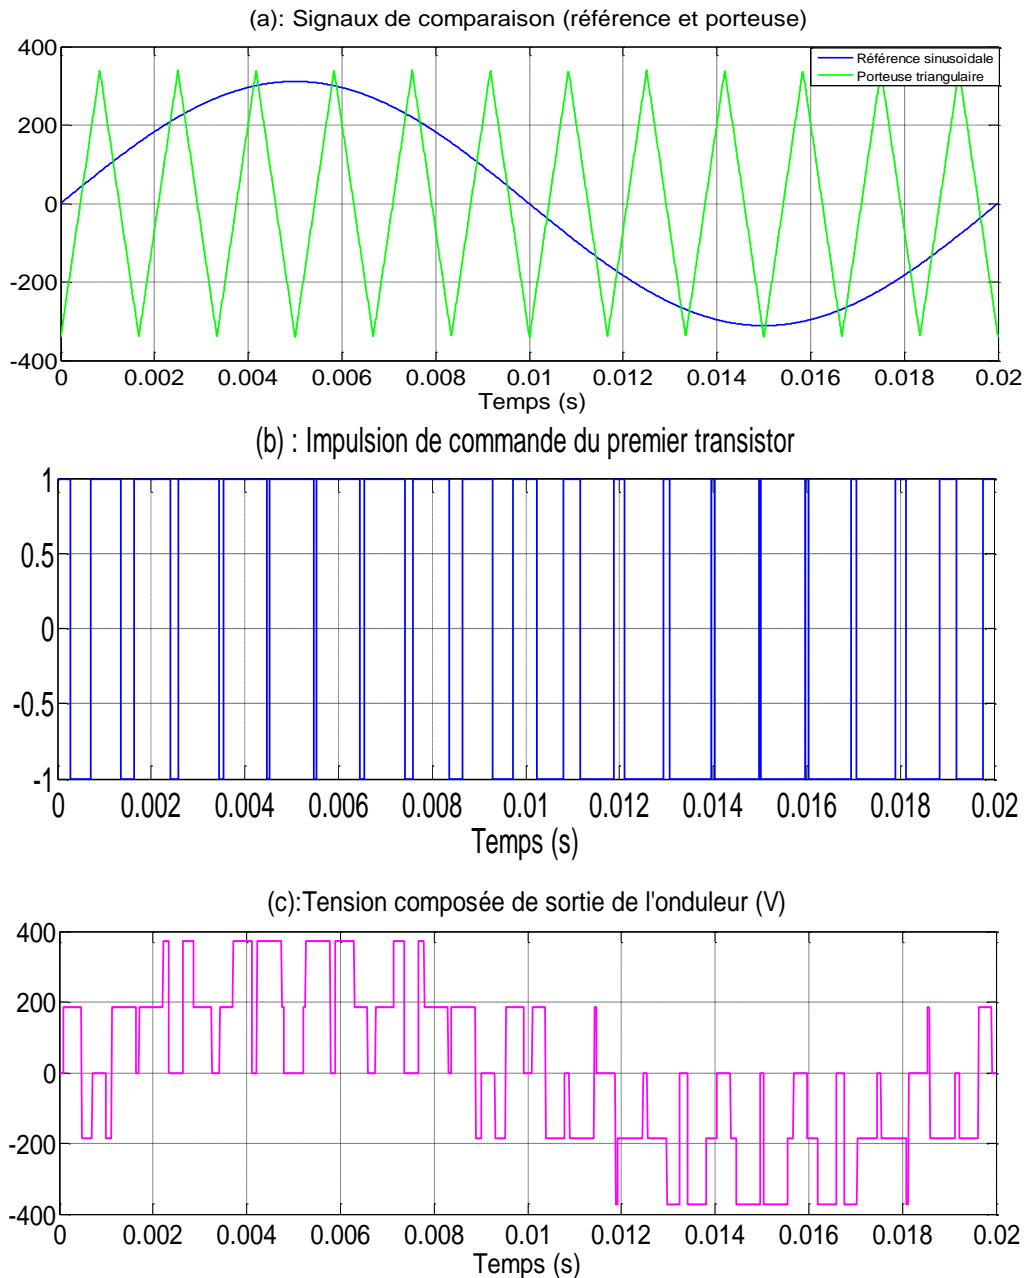 (a): Signaux de comparaison (référence et porteuse)
400
200
0
-200
-400
Référence sinusoidale
Porteuse triangulaire
0 0.002 0.004 0.006 0.008 0.01 0.012 0.014 0.016 0.018 0.02
Temps (s)
(b) : Impulsion de commande du premier transistor
1
0.5
0
-0.5
-1
0 0.002 0.004 0.006 0.008 0.01 0.012 0.014 0.016 0.018 0.02
Temps (s)
(c):Tension composée de sortie de l'onduleur (V)
400
200
0
-200
-400
0 0.002 0.004 0.006 0.008 0.01 0.012 0.014 0.016 0.018 0.02
Temps (s)